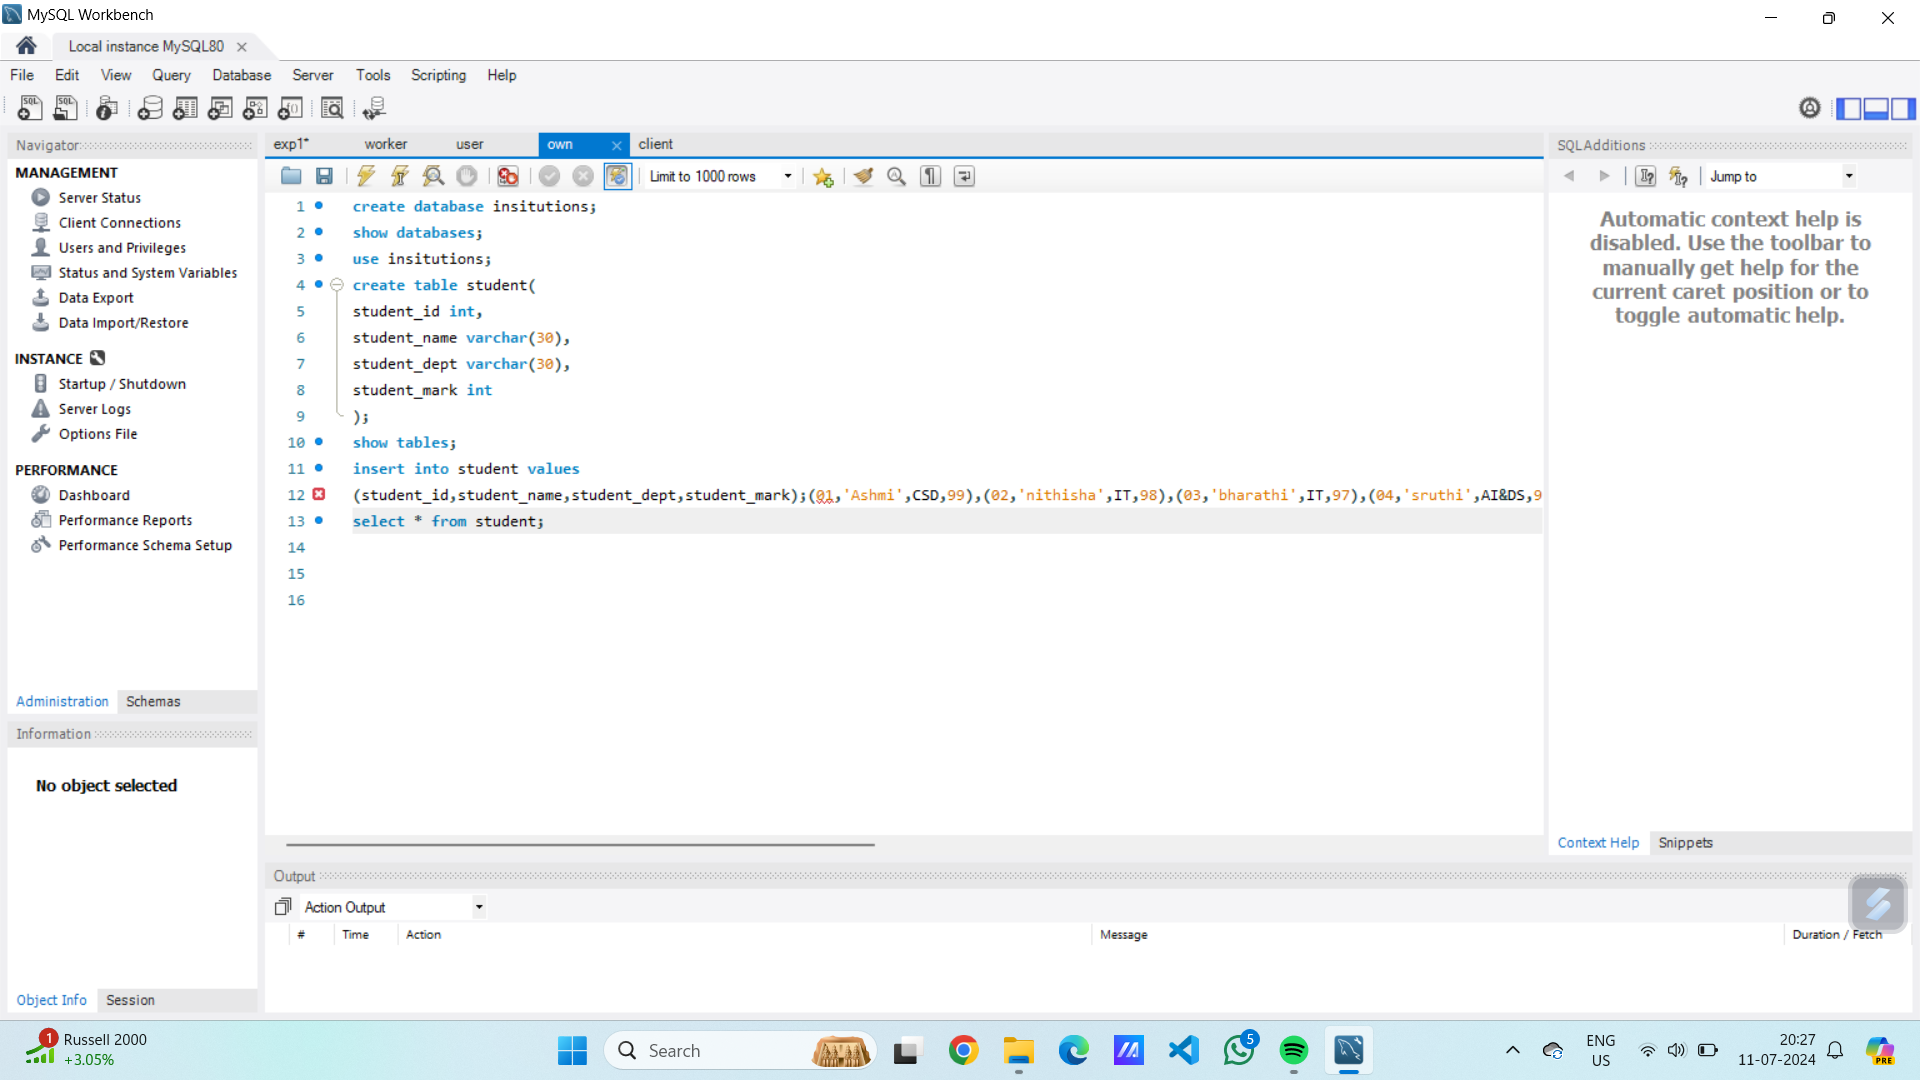 MySQL Workbench
Local instance MySQL80
File Edit View Query Database Server Tools Scripting Help
Navigator
MANAGEMENT
Server Status
Client Connections
Users and Privileges
Status and System Variables
Data Export
Data Import/Restore
INSTANCE
Startup / Shutdown
Server Logs
Options File
PERFORMANCE
Dashboard
Performance Reports
Performance Schema Setup
Administration Schemas
Information
No object selected
Object Info Session
exp1* worker user own client
Limit to 1000 rows
1 create database insitutions;
2 show databases;
3 use insitutions;
4 create table student(
5 student_id int,
6 student_name varchar(30),
7 student_dept varchar(30),
8 student_mark int
9 );
10 show tables;
11 insert into student values
12 (student_id,student_name,student_dept,student_mark);(01,'Ashmi',CSD,99),(02,'nithisha',IT,98),(03,'bharathi',IT,97),(04,'sruthi',AI&DS,9
13 select * from student;
14
15
16
SQLAdditions
Jump to
Automatic context help is
disabled. Use the toolbar to
manually get help for the
current caret position or to
toggle automatic help.
Context Help Snippets
Output
Action Output
# Time Action Message Duration / Fetch
1 Russell 2000
+3.05%
Search
5
ENG
US
20:27
11-07-2024
PRE